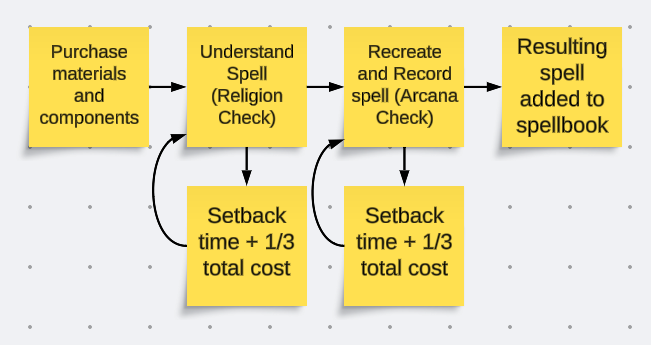 Purchase
materials
and
components
Understand
Spell
(Religion
Check)
Recreate
and Record
spell (Arcana
Check)
Resulting
spell
added to
spellbook
Setback
time + 1/3
total cost
Setback
time + 1/3
total cost